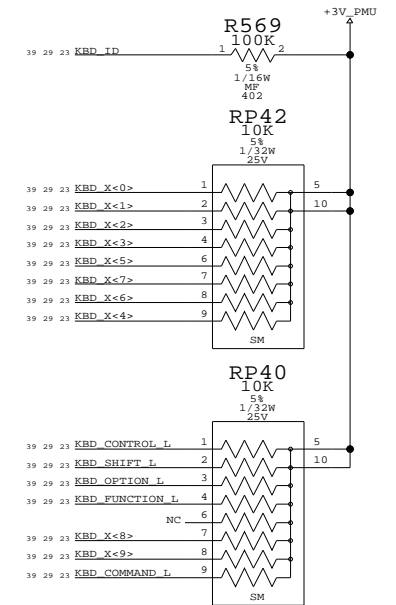 +3V_PMU
RP569
100K
39 29 23 KBD_ID 1 2
5%
1/16W
MF
402
RP42
10K
5%
1/32W
25V
39 29 23 KBD_X<0> 1 5
39 29 23 KBD_X<1> 2 10
39 29 23 KBD_X<2> 3
39 29 23 KBD_X<3> 4
39 29 23 KBD_X<5> 6
39 29 23 KBD_X<7> 7
39 29 23 KBD_X<6> 8
39 29 23 KBD_X<4> 9
SM
RP40
10K
5%
1/32W
25V
39 29 23 KBD_CONTROL_L 1 5
39 29 23 KBD_SHIFT_L 2 10
39 29 23 KBD_OPTION_L 3
39 29 23 KBD_FUNCTION_L 4
NC 6
39 29 23 KBD_X<8> 7
39 29 23 KBD_X<9> 8
39 29 23 KBD_COMMAND_L 9
SM